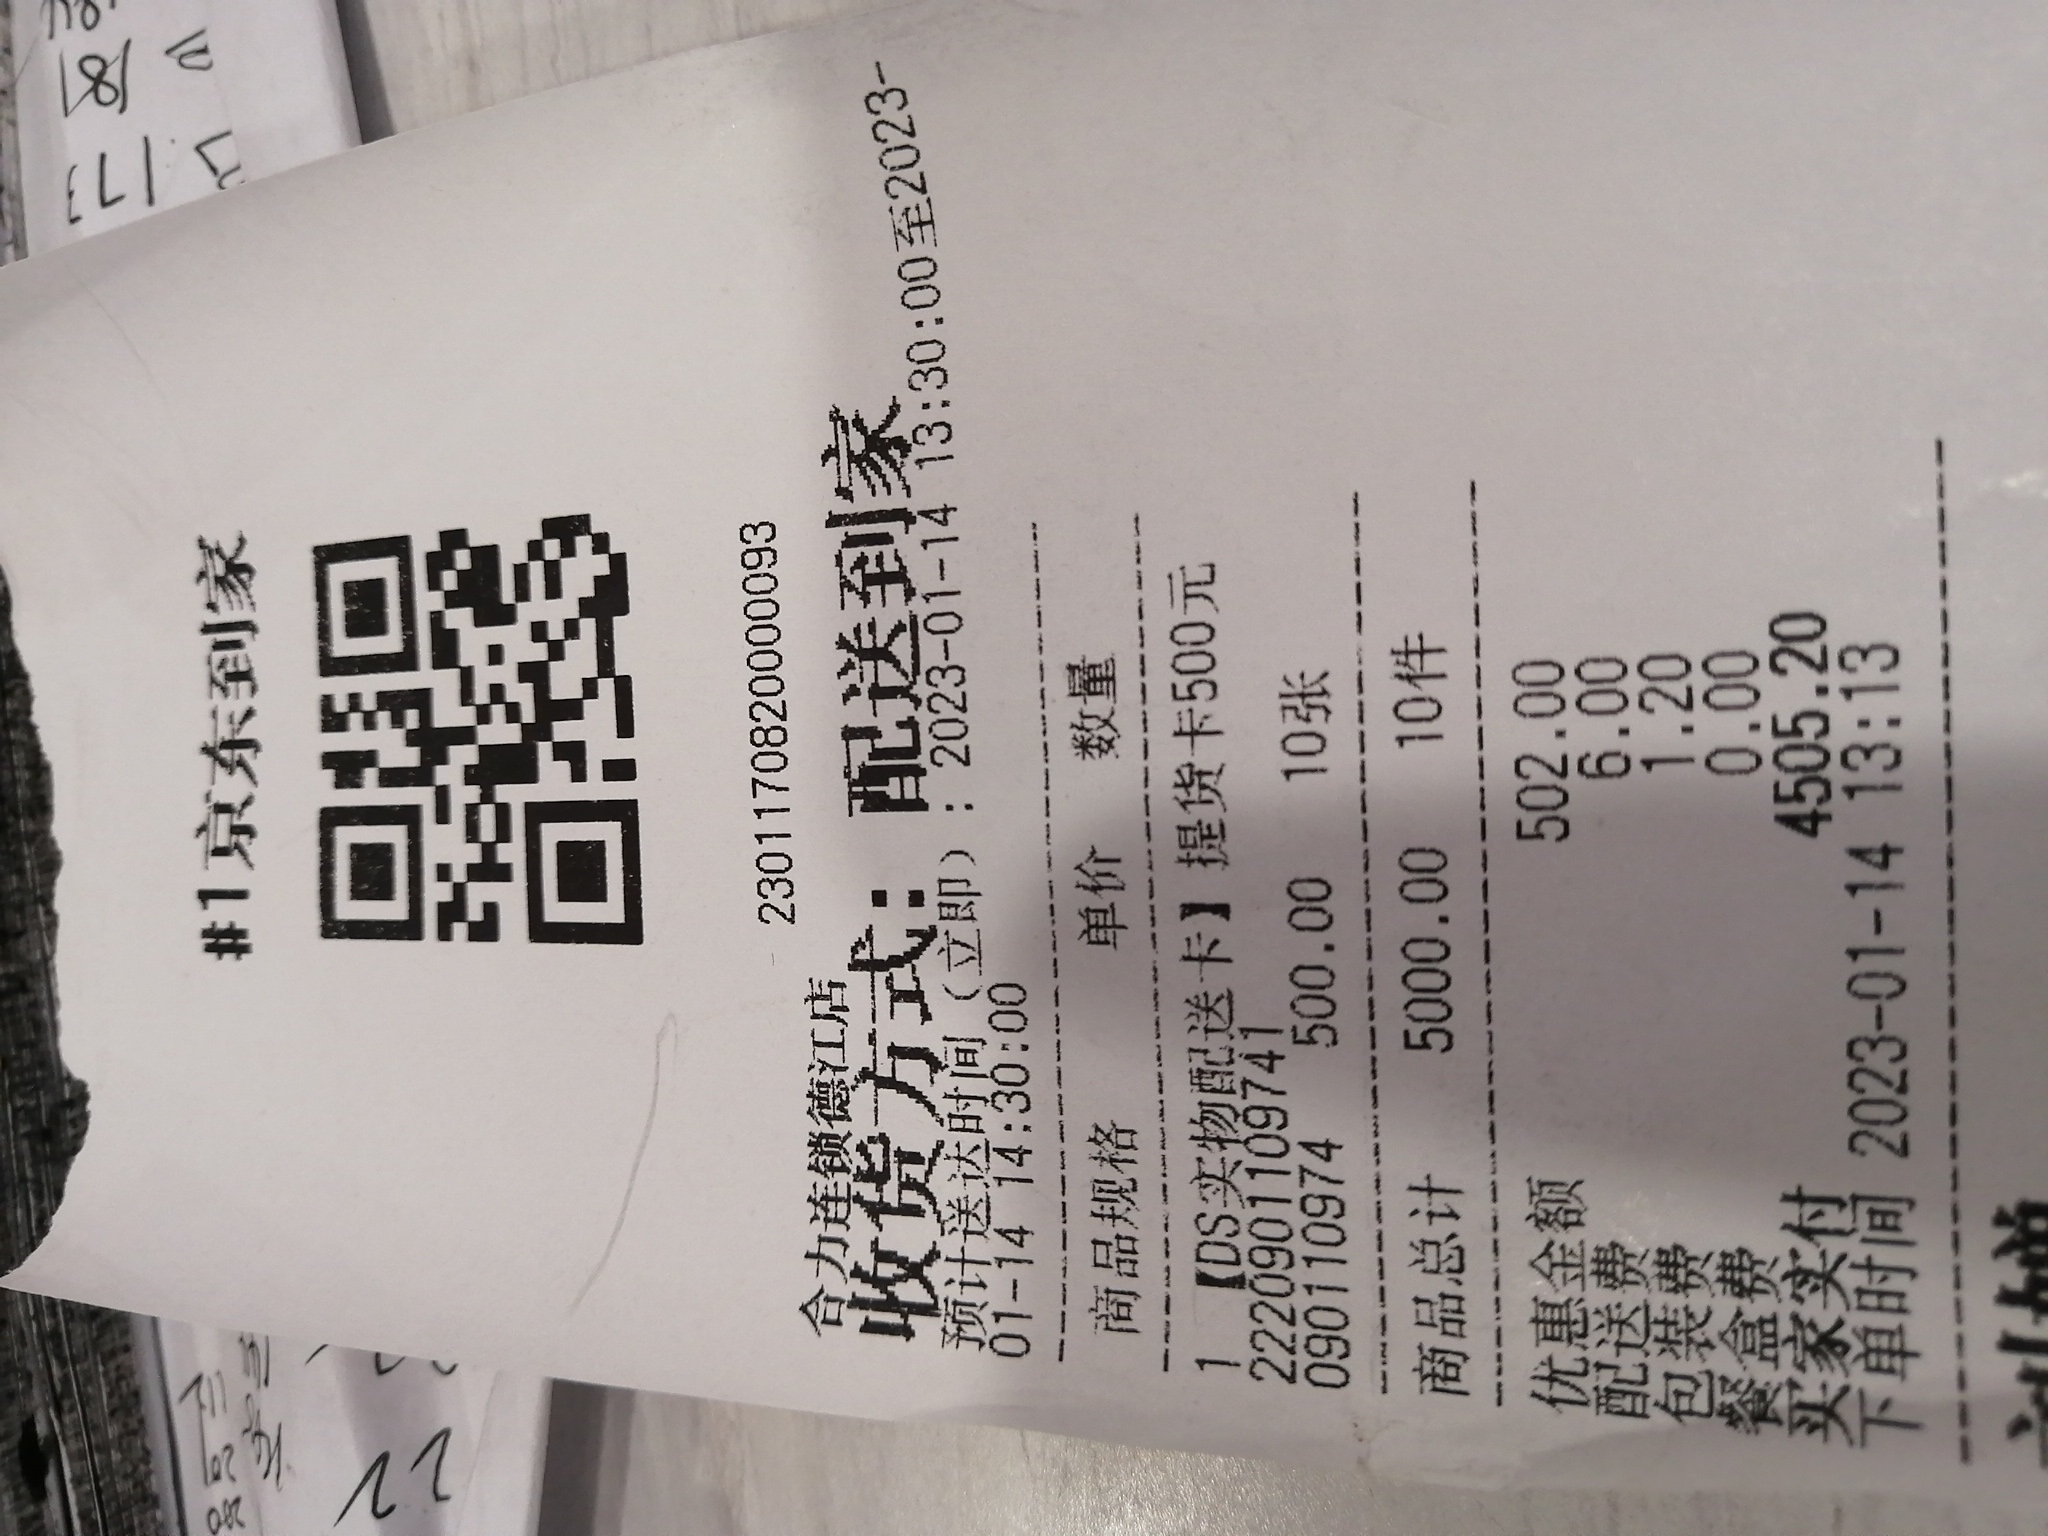 #1京东到家
2301170820000093
合力连锁德江店
收货方式：配送到家
预计送达时间（立即）：2023-01-14 13:30:00至2023-
01-14 14:30:00
商品规格 单价 数量
1 【DS实物配送卡】提货卡500元
2220901109741
090110974 500.00 10张
商品总计 5000.00 10件
优惠金额 502.00
配送费 6.00
包装费 1.20
餐盒费 0.00
买家实付 4505.20
下单时间 2023-01-14 13:13